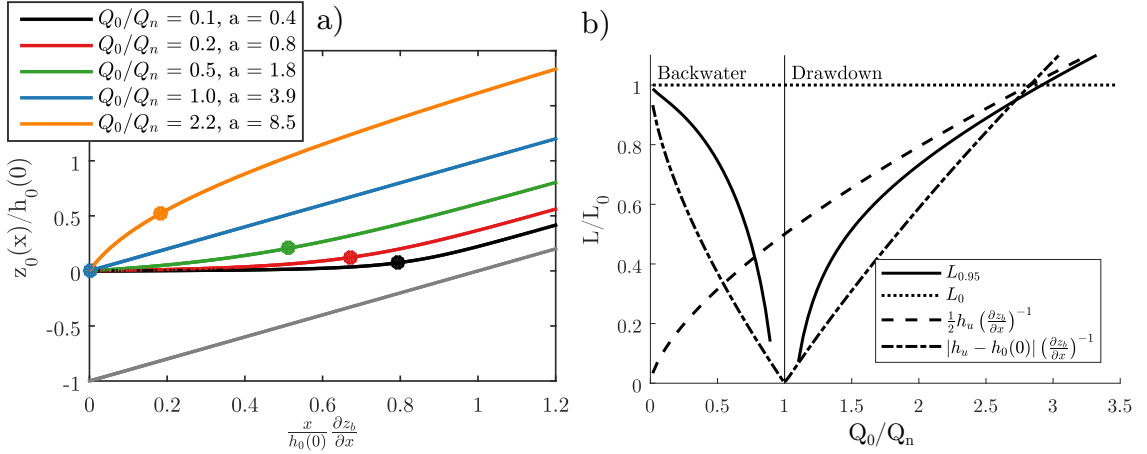 a)
Q₀/Qₙ = 0.1, a = 0.4
Q₀/Qₙ = 0.2, a = 0.8
Q₀/Qₙ = 0.5, a = 1.8
Q₀/Qₙ = 1.0, a = 3.9
Q₀/Qₙ = 2.2, a = 8.5
z₀(x)/h₀(0)
1
0.5
0
-0.5
-1
0 0.2 0.4 0.6 0.8 1 1.2
x/h₀(0) ∂z_b/∂x
b)
Backwater Drawdown
L/L₀
1
0.8
0.6
0.4
0.2
0
L₀.₉₅
L₀
½hᵤ (∂z_b/∂x)⁻¹
|hᵤ − h₀(0)| (∂z_b/∂x)⁻¹
0 0.5 1 1.5 2 2.5 3 3.5
Q₀/Qₙ